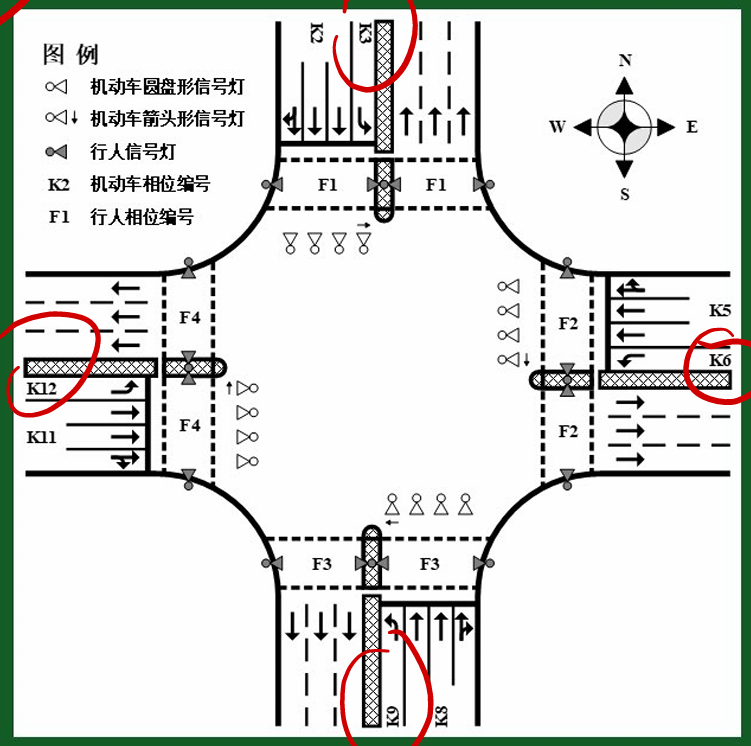 K2 K3
图 例
机动车圆盘形信号灯
机动车箭头形信号灯
行人信号灯
K2 机动车相位编号
F1 行人相位编号
N
W E
S
F1 F1
F4 F2
K5
K6
K12
K11
F4 F2
F3 F3
K9 K8